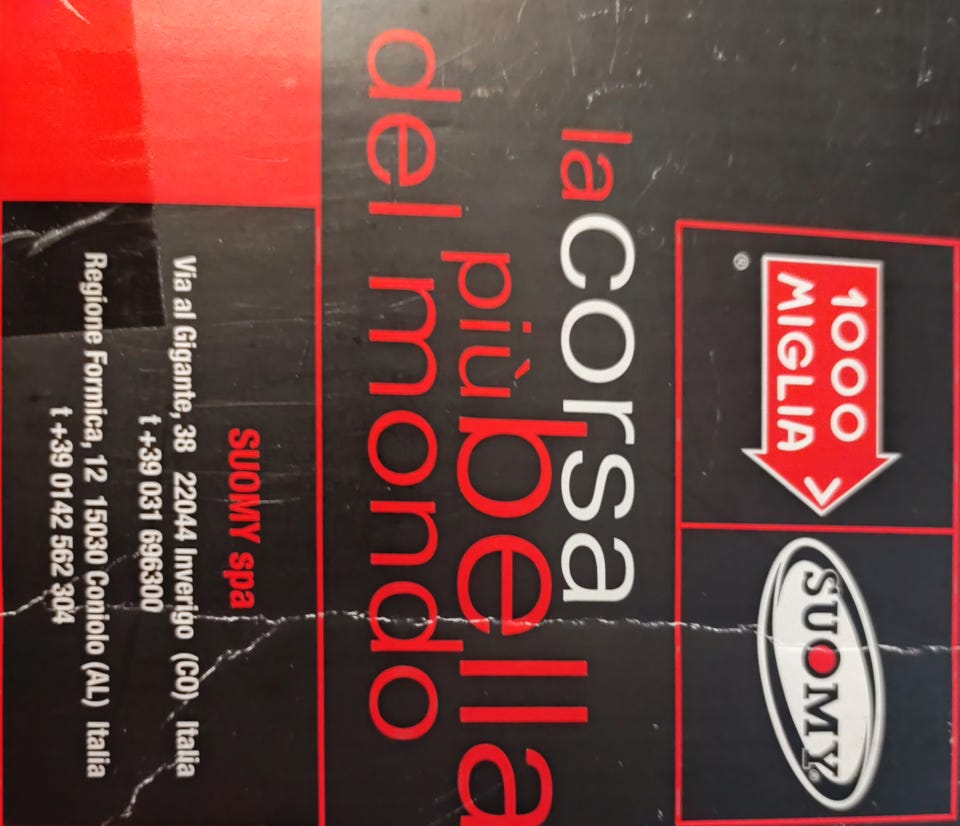 1000
MIGLIA
®
SUOMY®
la corsa
più bella
del mondo
SUOMY spa
Via al Gigante, 38 22044 Inverigo (CO) Italia
t +39 031 696300
Regione Formica, 12 15030 Coniolo (AL) Italia
t +39 0142 562 304